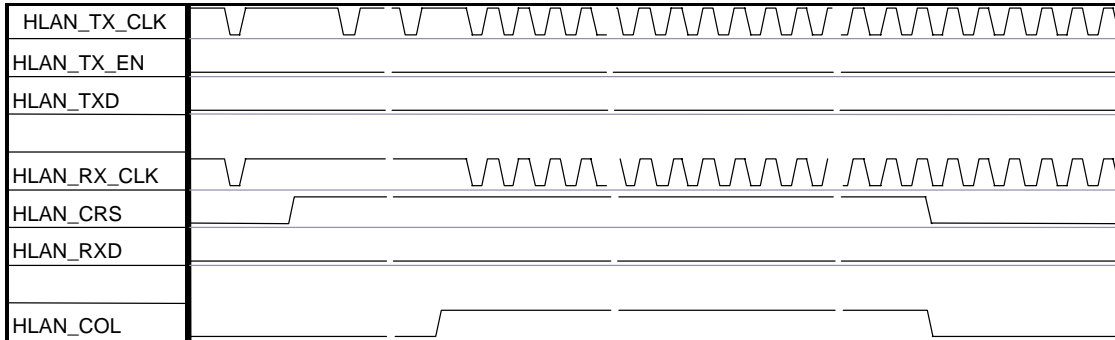 HLAN_TX_CLK
HLAN_TX_EN
HLAN_TXD
HLAN_RX_CLK
HLAN_CRS
HLAN_RXD
HLAN_COL